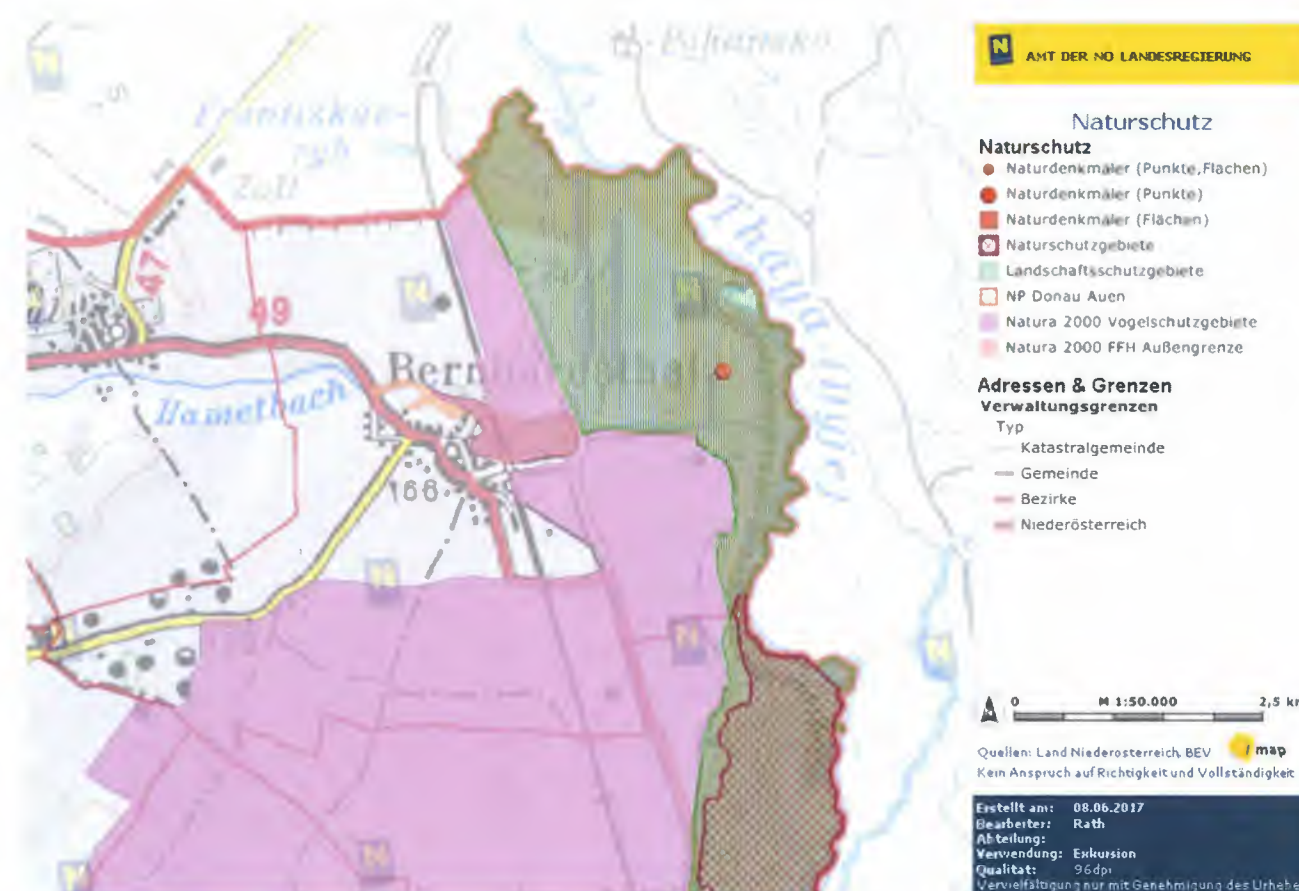 Zoll
47
49
Hametbach
168
Thaya
N
AMT DER NÖ LANDESREGIERUNG
Naturschutz
Naturschutz
Naturdenkmäler (Punkte,Flächen)
Naturdenkmäler (Punkte)
Naturdenkmäler (Flächen)
Naturschutzgebiete
Landschaftsschutzgebiete
NP Donau Auen
Natura 2000 Vogelschutzgebiete
Natura 2000 FFH Außengrenze
Adressen & Grenzen
Verwaltungsgrenzen
Typ
Katastralgemeinde
Gemeinde
Bezirke
Niederösterreich
0 M 1:50.000 2,5 km
Quellen: Land Niederösterreich, BEV
map
Kein Anspruch auf Richtigkeit und Vollständigkeit
Erstellt am: 08.06.2017
Bearbeiter: Rath
Abteilung:
Verwendung: Exkursion
Qualität: 96dpi
Vervielfältigung nur mit Genehmigung des Urhebe